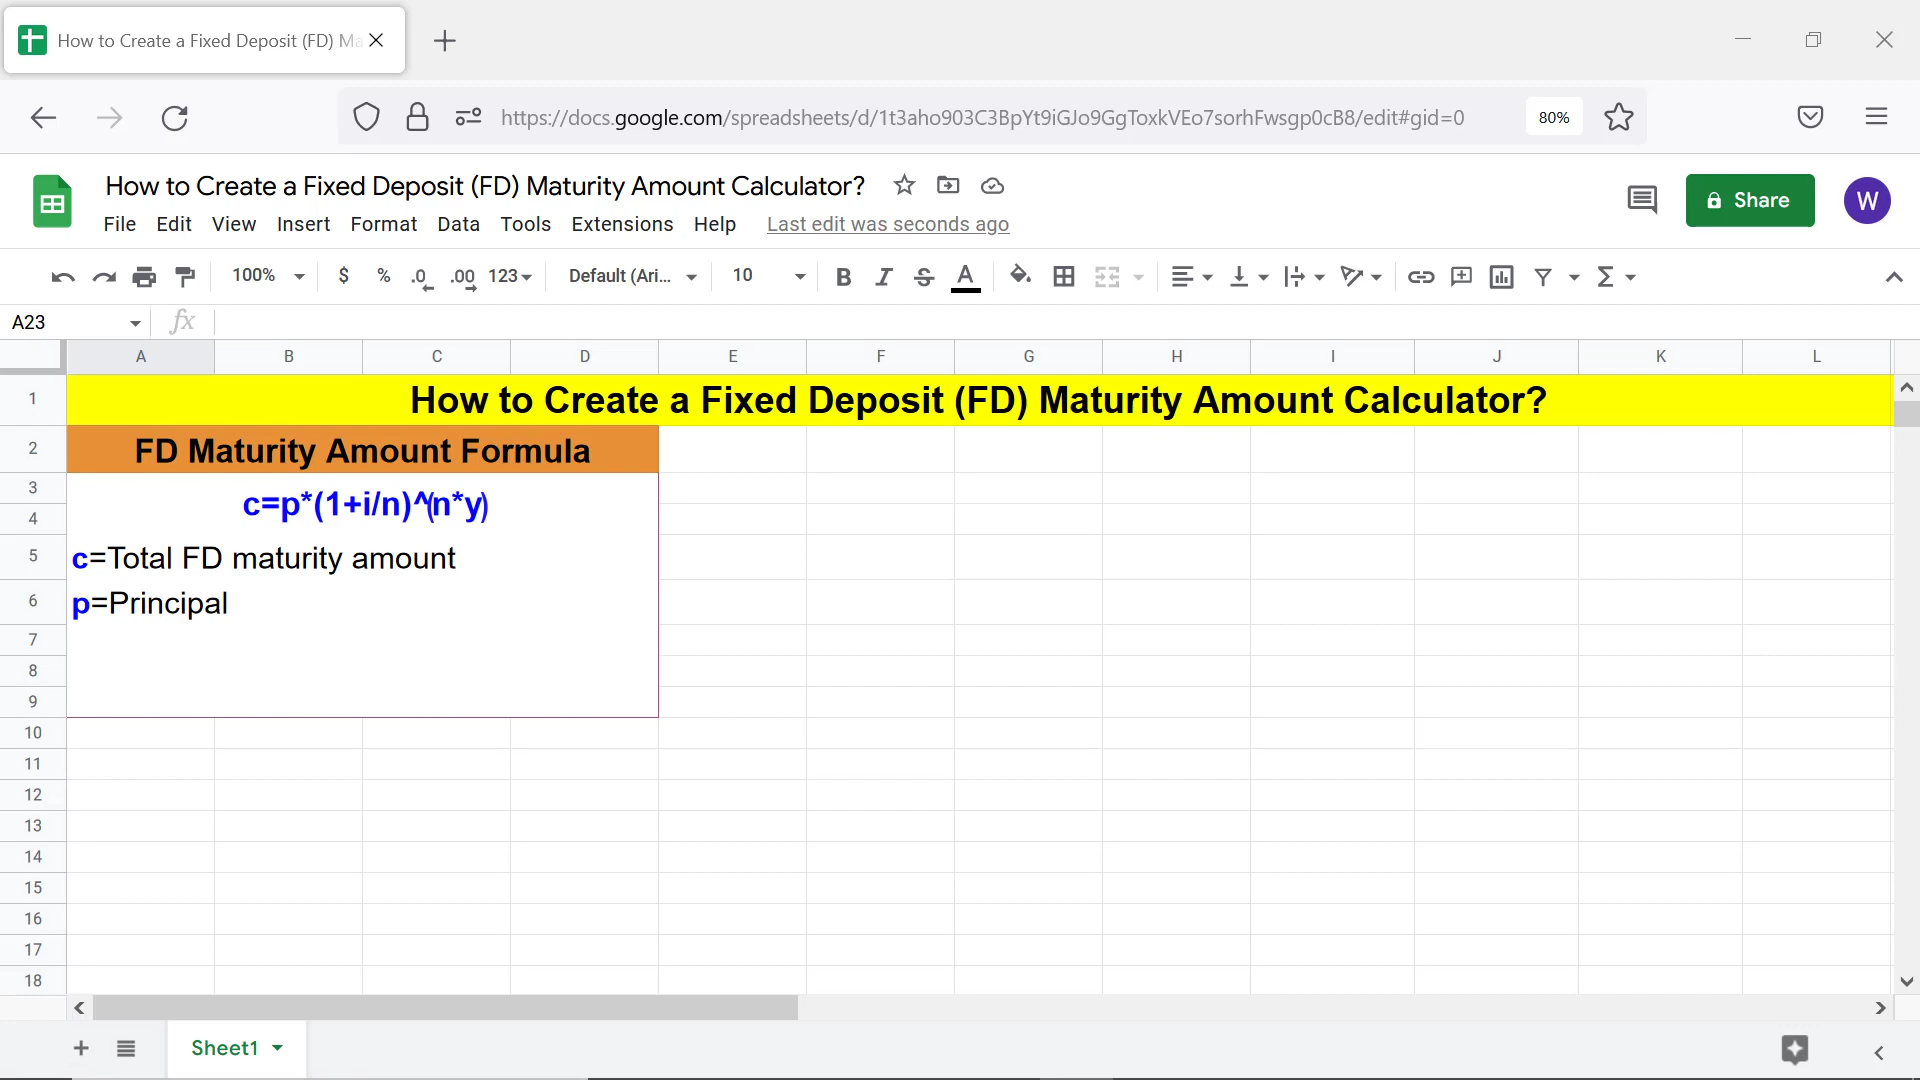 How to Create a Fixed Deposit (FD) Ma
https://docs.google.com/spreadsheets/d/1t3aho903C3BpYt9iGJo9GgToxkVEo7sorhFwsgp0cB8/edit#gid=0
80%
How to Create a Fixed Deposit (FD) Maturity Amount Calculator?
File Edit View Insert Format Data Tools Extensions Help Last edit was seconds ago
Share
W
100% $ % .0 .00 123 Default (Ari... 10 B I S A
A23 fx
A B C D E F G H I J K L
1 How to Create a Fixed Deposit (FD) Maturity Amount Calculator?
2 FD Maturity Amount Formula
3 c=p*(1+i/n)^(n*y)
4
5 c=Total FD maturity amount
6 p=Principal
7
8
9
10
11
12
13
14
15
16
17
18
Sheet1